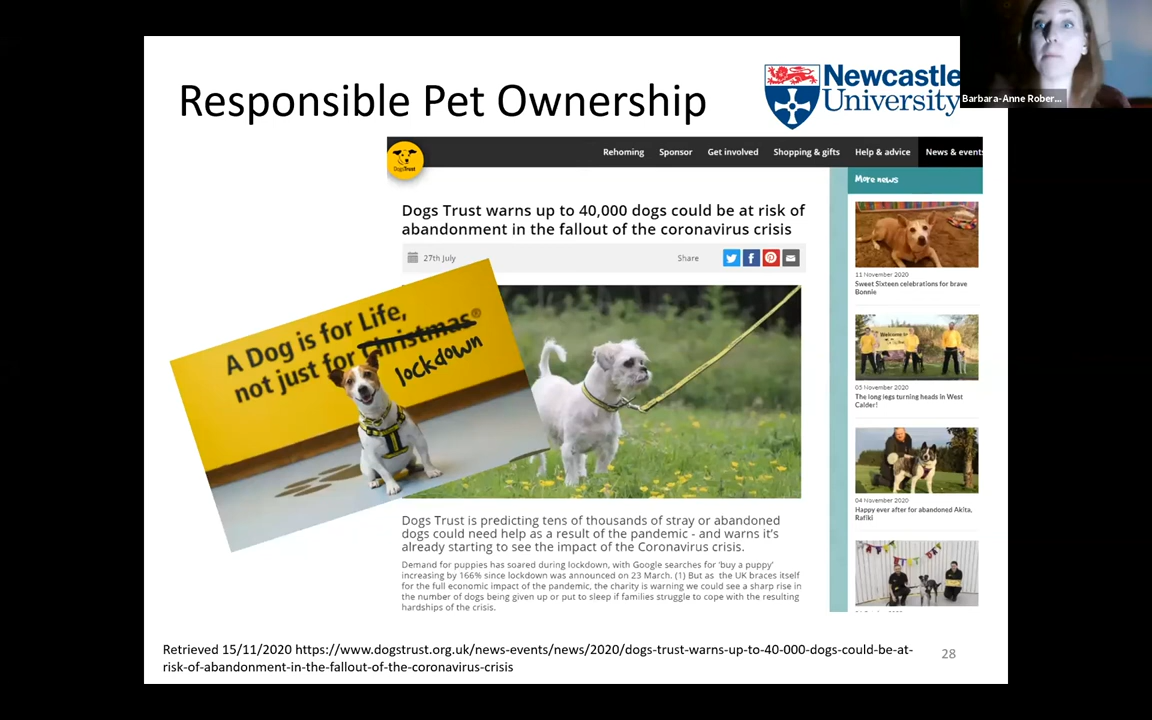 Responsible Pet Ownership
Newcastle
University
Barbara-Anne Rober...
DogsTrust
Rehoming Sponsor Get involved Shopping & gifts Help & advice News & events
More news
Dogs Trust warns up to 40,000 dogs could be at risk of
abandonment in the fallout of the coronavirus crisis
27th July
Share
A Dog is for Life,
not just for Christmas®
lockdown
Dogs Trust is predicting tens of thousands of stray or abandoned
dogs could need help as a result of the pandemic - and warns it's
already starting to see the impact of the Coronavirus crisis.
Demand for puppies has soared during lockdown, with Google searches for 'buy a puppy'
increasing by 166% since lockdown was announced on 23 March. (1) But as the UK braces itself
for the full economic impact of the pandemic, the charity is warning we could see a sharp rise in
the number of dogs being given up or put to sleep if families struggle to cope with the resulting
hardships of the crisis.
11 November 2020
Sweet Sixteen celebrations for brave
Bonnie
Welcome
05 November 2020
The long legs turning heads in West
Calder!
04 November 2020
Happy ever after for abandoned Akita,
Rafiki
Retrieved 15/11/2020 https://www.dogstrust.org.uk/news-events/news/2020/dogs-trust-warns-up-to-40-000-dogs-could-be-at-
risk-of-abandonment-in-the-fallout-of-the-coronavirus-crisis
28